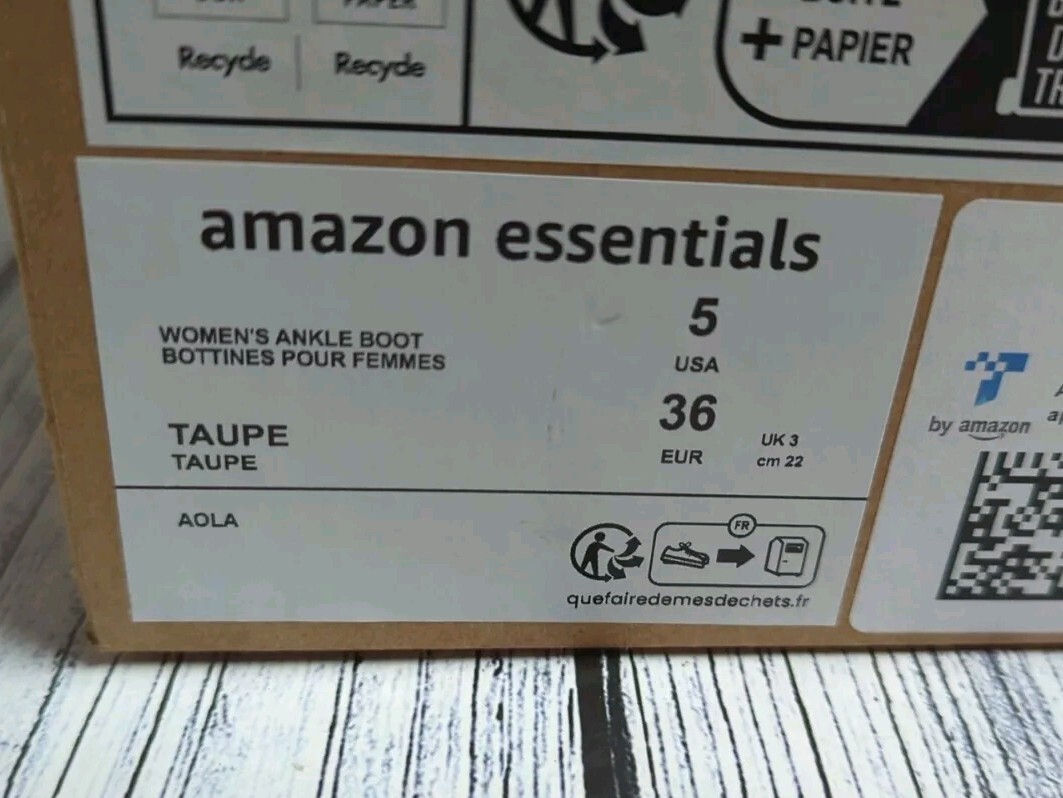 Recycle
Recycle
+ PAPIER
amazon essentials
WOMEN'S ANKLE BOOT
BOTTINES POUR FEMMES
5
USA
36
EUR
UK 3
cm 22
TAUPE
TAUPE
AOLA
FR
quefairedemesdechets.fr
by amazon